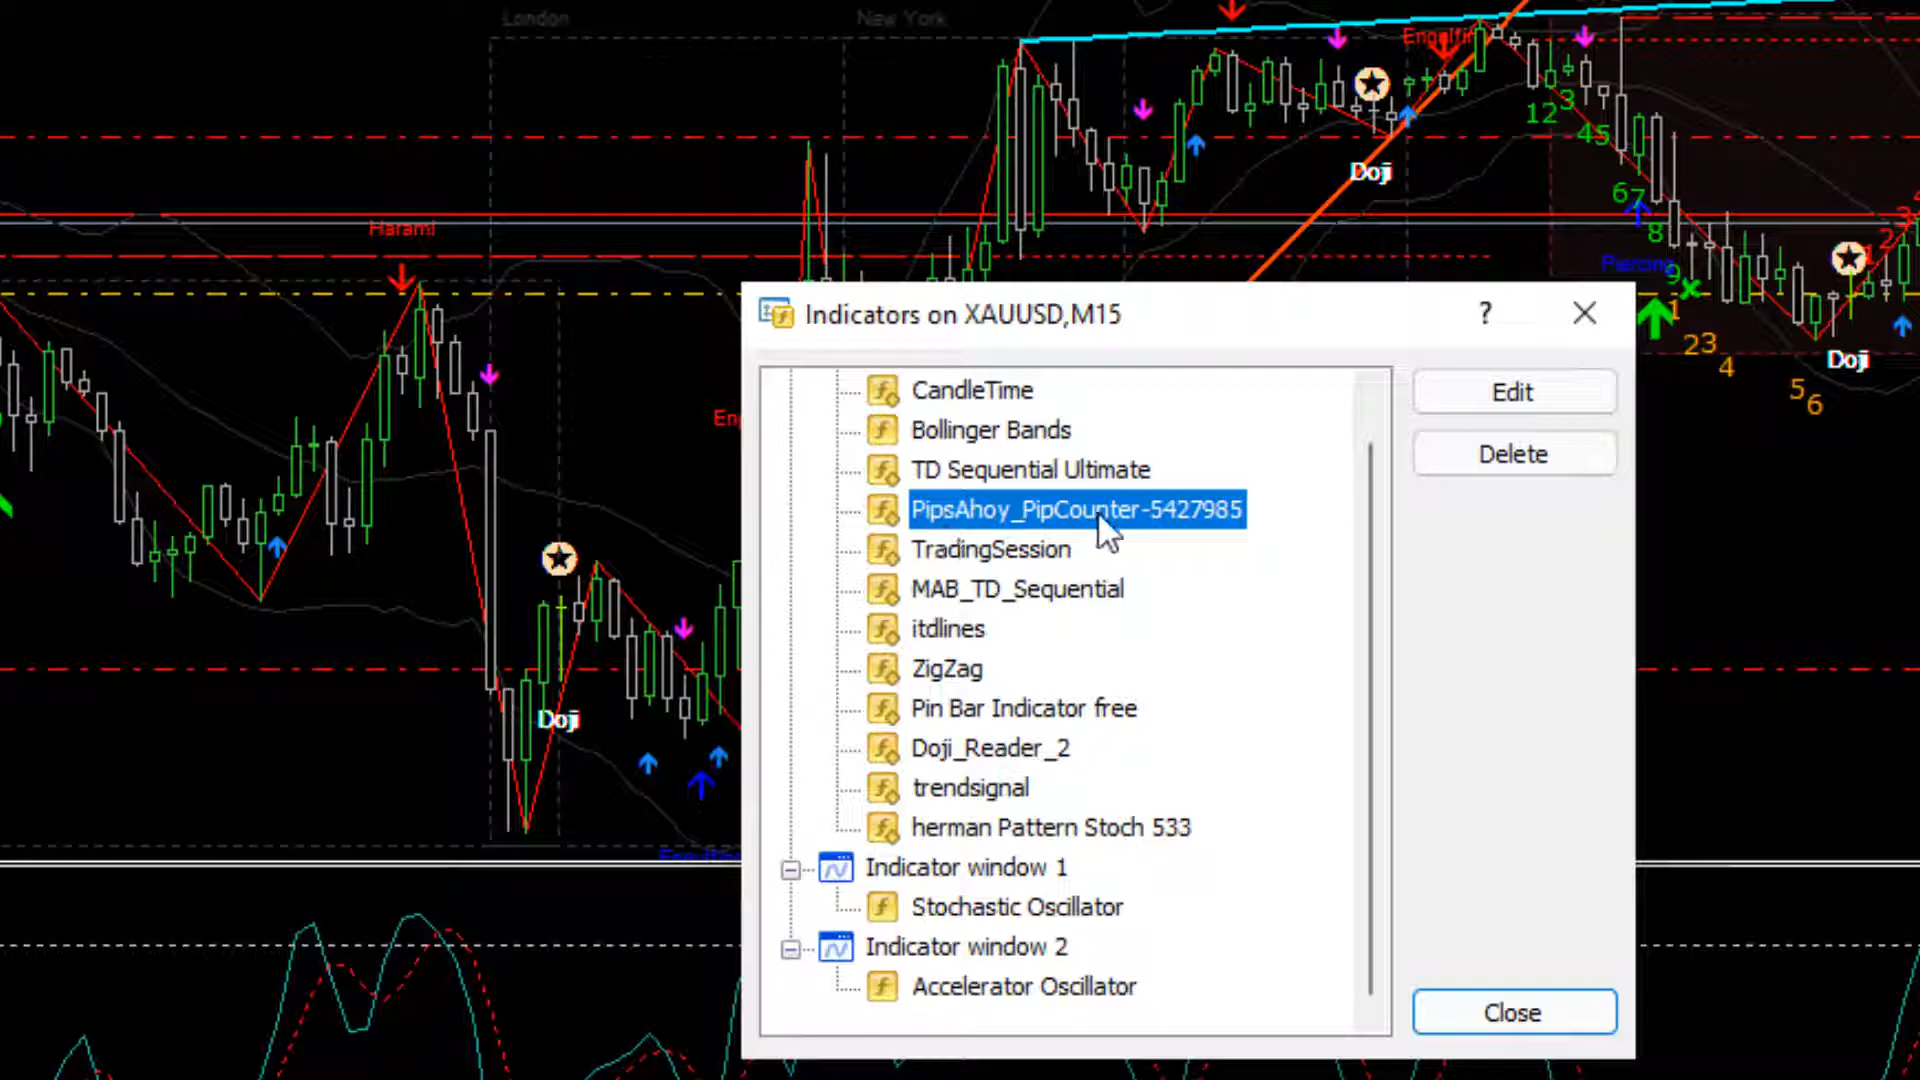 London
New York
Engulfing
12
3
45
Doji
67
8
Harami
Piercing
9
1
2
3
Indicators on XAUUSD,M15
?
1
23
4
Doji
5
6
CandleTime
Edit
Bollinger Bands
Delete
TD Sequential Ultimate
PipsAhoy_PipCounter-5427985
TradingSession
MAB_TD_Sequential
itdlines
ZigZag
Pin Bar Indicator free
Doji
Doji_Reader_2
trendsignal
herman Pattern Stoch 533
Indicator window 1
Stochastic Oscillator
Indicator window 2
Accelerator Oscillator
Close